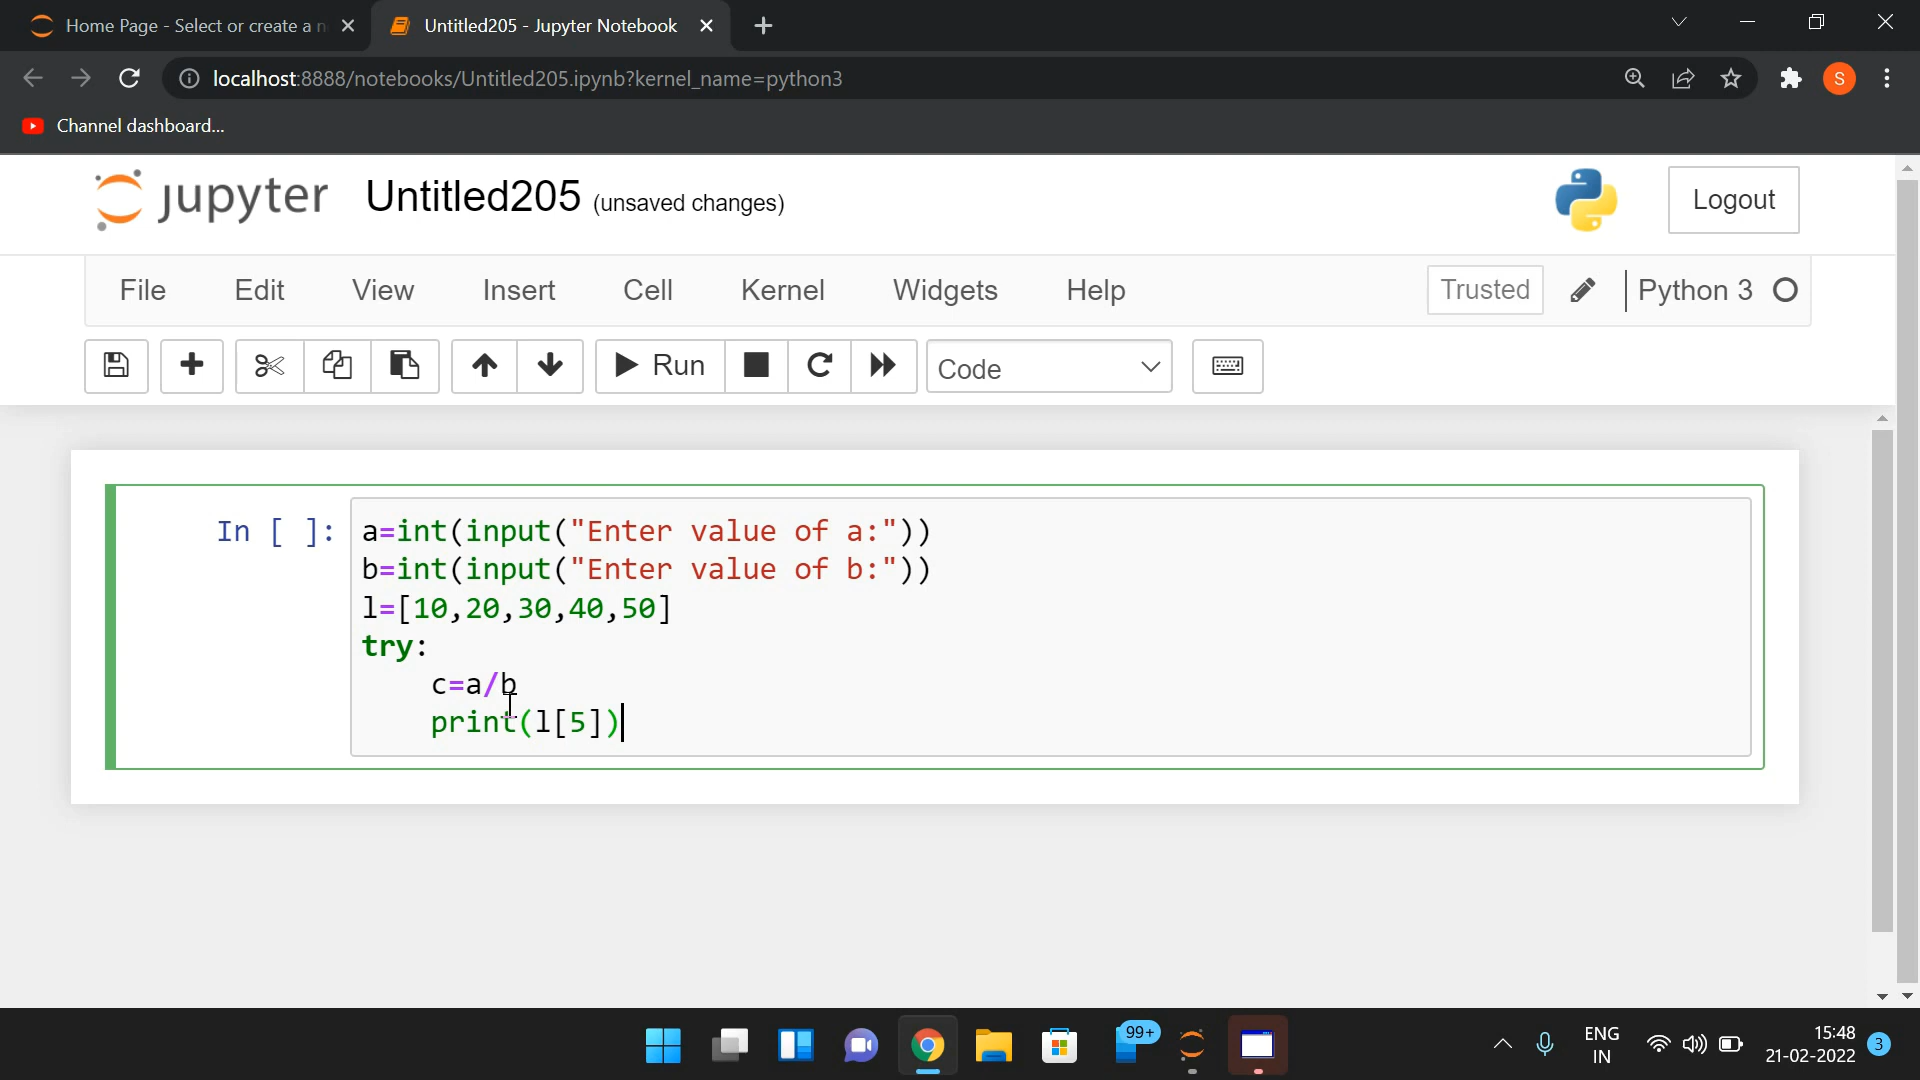 Home Page - Select or create a n
Untitled205 - Jupyter Notebook
localhost:8888/notebooks/Untitled205.ipynb?kernel_name=python3
S
Channel dashboard...
jupyter Untitled205 (unsaved changes)
Logout
File Edit View Insert Cell Kernel Widgets Help
Trusted Python 3
Run Code
In [ ]: a=int(input("Enter value of a:"))
b=int(input("Enter value of b:"))
l=[10,20,30,40,50]
try:
    c=a/b
    print(l[5])
99+
ENG
IN
15:48
21-02-2022
3